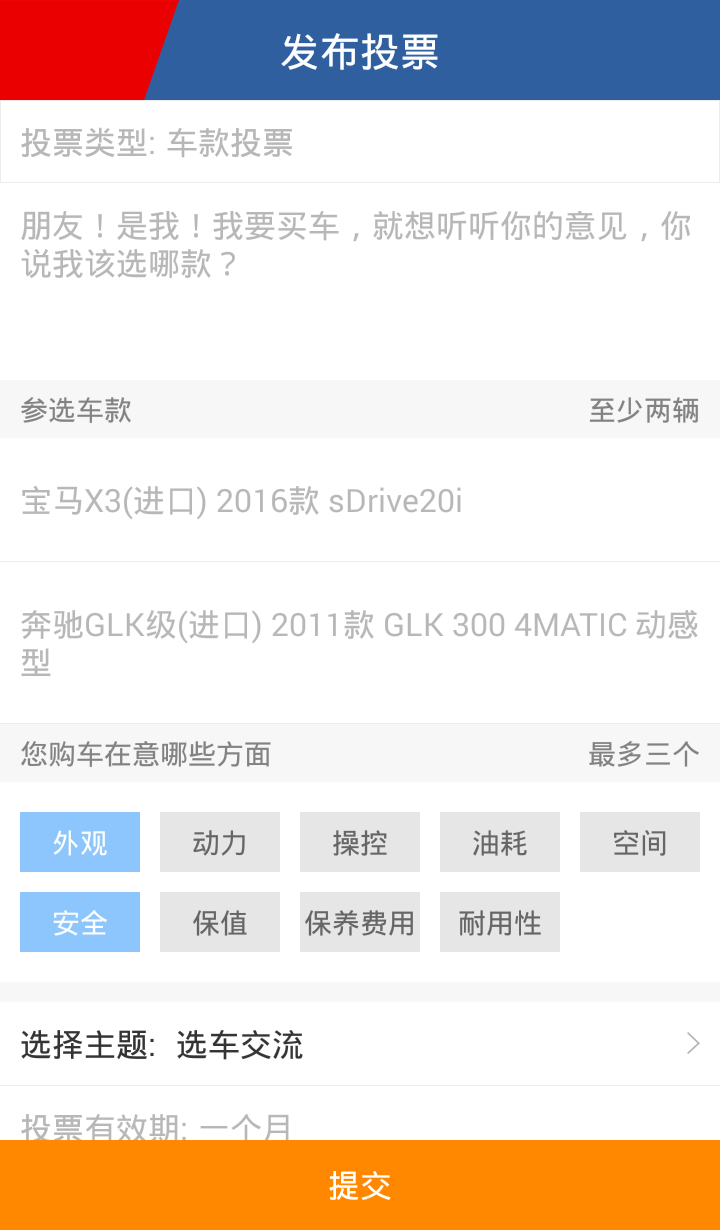 发布投票
投票类型: 车款投票
朋友！是我！我要买车，就想听听你的意见，你
说我该选哪款？
参选车款 至少两辆
宝马X3(进口) 2016款 sDrive20i
奔驰GLK级(进口) 2011款 GLK 300 4MATIC 动感
型
您购车在意哪些方面 最多三个
外观 动力 操控 油耗 空间
安全 保值 保养费用 耐用性
选择主题: 选车交流
投票有效期: 一个月
提交